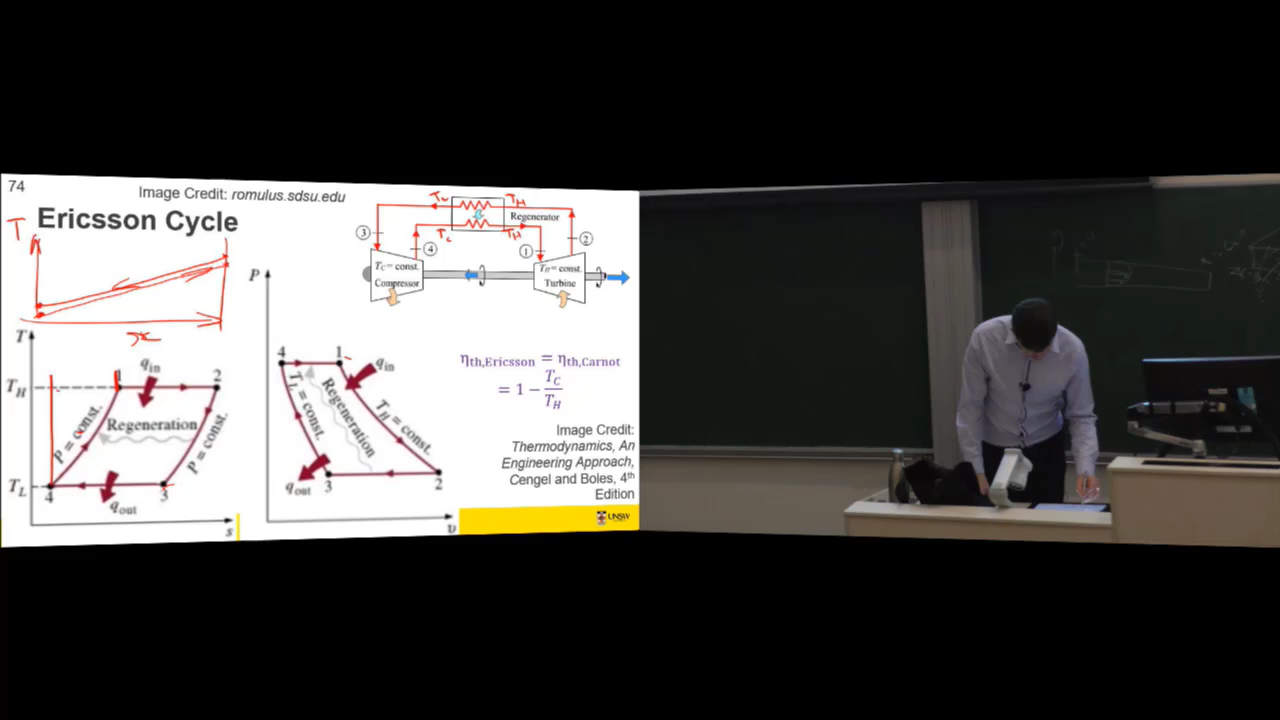 74
Image Credit: romulus.sdsu.edu
Ericsson Cycle
T
x
T_C
T_H
T_C
T_H
Regenerator
3
4
1
2
T_C = const.
Compressor
T_H = const.
Turbine
T
T_H
T_L
1
2
3
4
q_in
q_out
P = const.
Regeneration
P = const.
s
P
4
1
q_in
T_L = const.
Regeneration
T_H = const.
q_out
3
2
υ
η_th,Ericsson = η_th,Carnot
= 1 − T_C/T_H
Image Credit:
Thermodynamics, An
Engineering Approach,
Cengel and Boles, 4th
Edition
UNSW